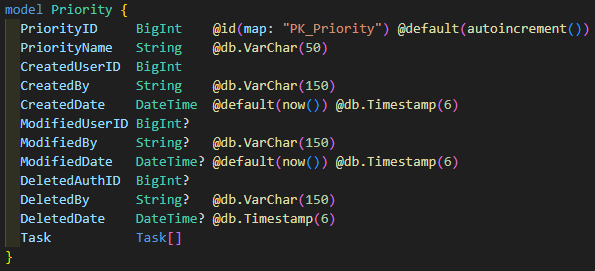 model Priority {
PriorityID BigInt @id(map: "PK_Priority") @default(autoincrement())
PriorityName String @db.VarChar(50)
CreatedUserID BigInt
CreatedBy String @db.VarChar(150)
CreatedDate DateTime @default(now()) @db.Timestamp(6)
ModifiedUserID BigInt?
ModifiedBy String? @db.VarChar(150)
ModifiedDate DateTime? @default(now()) @db.Timestamp(6)
DeletedAuthID BigInt?
DeletedBy String? @db.VarChar(150)
DeletedDate DateTime? @db.Timestamp(6)
Task Task[]
}